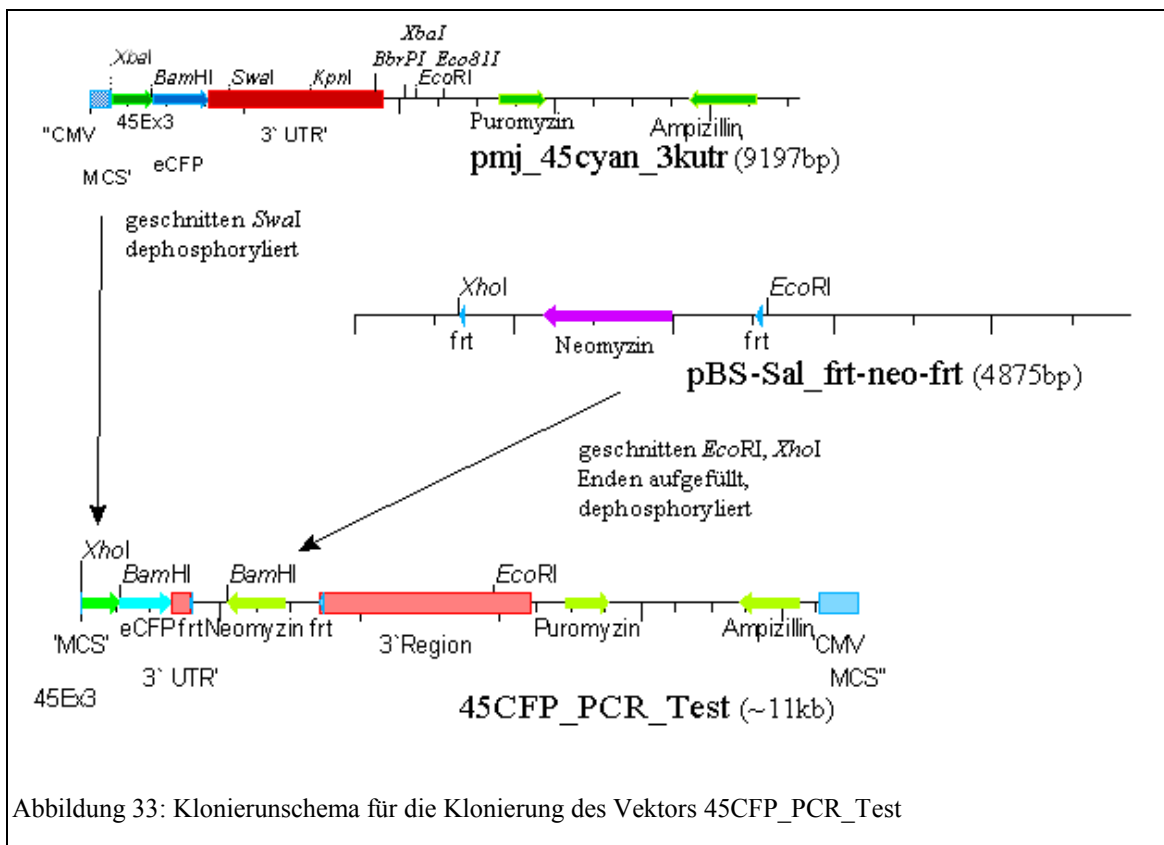 XbaI
XbaI
BbrPI Eco81I
BamHI SwaI KpnI EcoRI
"CMV 45Ex3 3` UTR' Puromyzin Ampizillin
MCS' eCFP
pmj_45cyan_3kutr (9197bp)
geschnitten SwaI
dephosphoryliert
XhoI EcoRI
frt Neomyzin frt
pBS-Sal_frt-neo-frt (4875bp)
geschnitten EcoRI, XhoI
Enden aufgefüllt,
dephosphoryliert
XhoI
BamHI BamHI EcoRI
'MCS' eCFP frt Neomyzin frt 3`Region Puromyzin Ampizillin 'CMV
45Ex3 3` UTR' MCS"
45CFP_PCR_Test (~11kb)
Abbildung 33: Klonierunschema für die Klonierung des Vektors 45CFP_PCR_Test